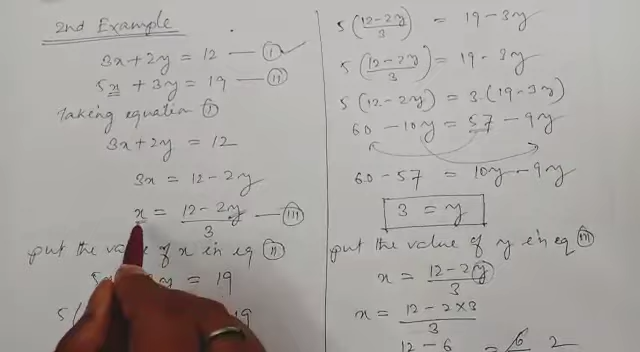 2nd Example
3x + 2y = 12 — (I) ✓
5x + 3y = 19 — (II)
Taking equation (I)
3x + 2y = 12
3x = 12 - 2y
x = (12 - 2y)/3 — (III)
put the value of x in eq (II)
y = 19
5(
19
5((12 - 2y)/3) = 19 - 3y
5((12 - 2y)/3) = 19 - 3y
5(12 - 2y) = 3.(19 - 3y)
60 - 10y = 57 - 9y
60 - 57 = 10y - 9y
3 = y
put the value of y in eq (III)
x = (12 - 2y)/3
x = (12 - 2×3)/3
12 - 6 = 6 2